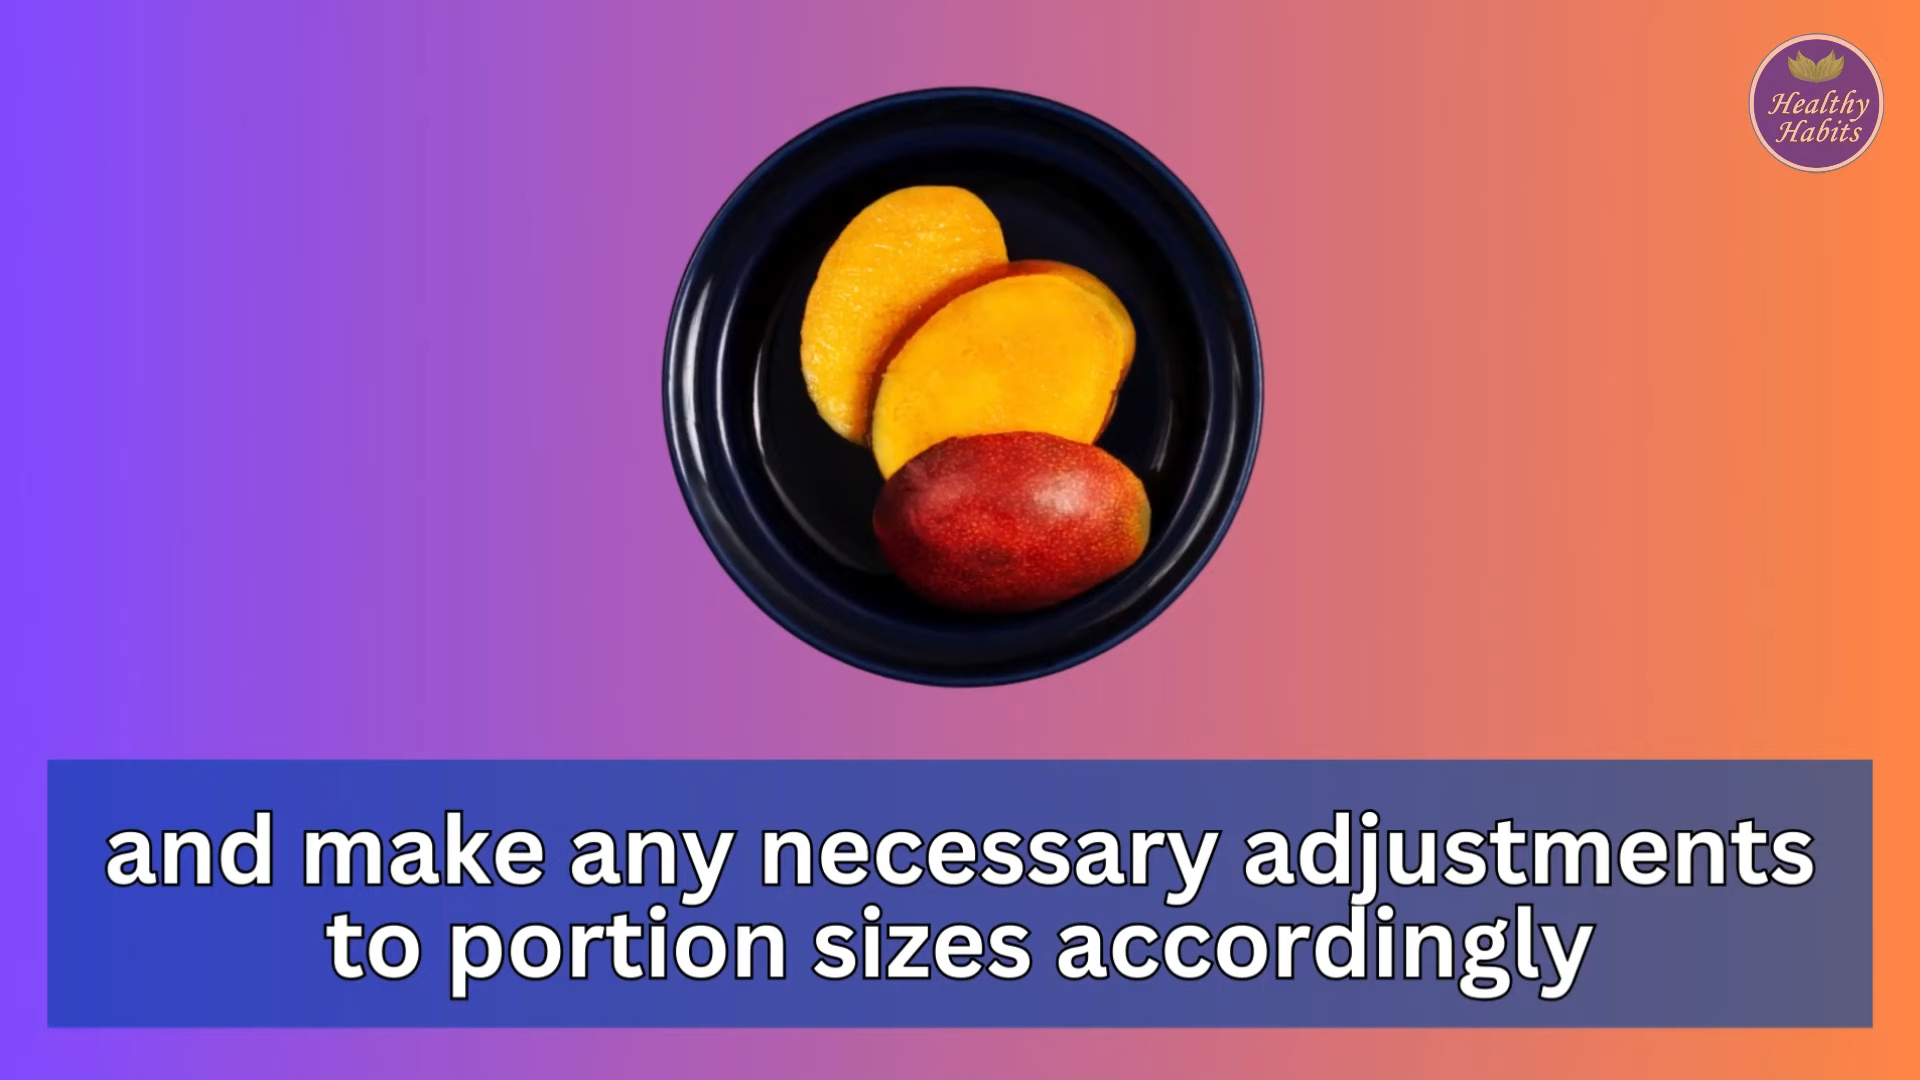 Healthy
Habits
and make any necessary adjustments
to portion sizes accordingly